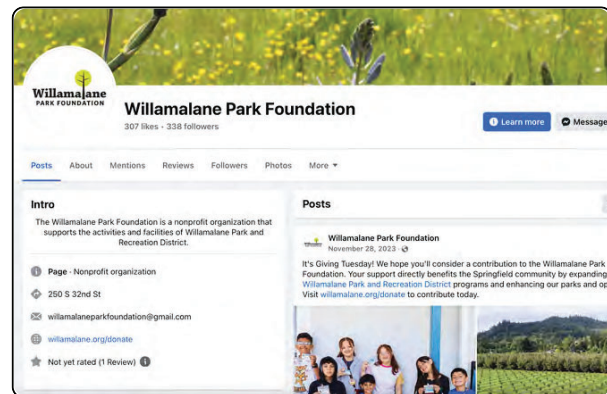 Willamalane
PARK FOUNDATION
Willamalane Park Foundation
307 likes • 338 followers
Learn more
Message
Posts
About
Mentions
Reviews
Followers
Photos
More
Intro
The Willamalane Park Foundation is a nonprofit organization that
supports the activities and facilities of Willamalane Park and
Recreation District.
Page · Nonprofit organization
250 S 32nd St
willamalaneparkfoundation@gmail.com
willamalane.org/donate
Not yet rated (1 Review)
Posts
Willamalane Park Foundation
November 28, 2023 ·
It's Giving Tuesday! We hope you'll consider a contribution to the Willamalane Park
Foundation. Your support directly benefits the Springfield community by expanding
Willamalane Park and Recreation District programs and enhancing our parks and op
Visit willamalane.org/donate to contribute today.